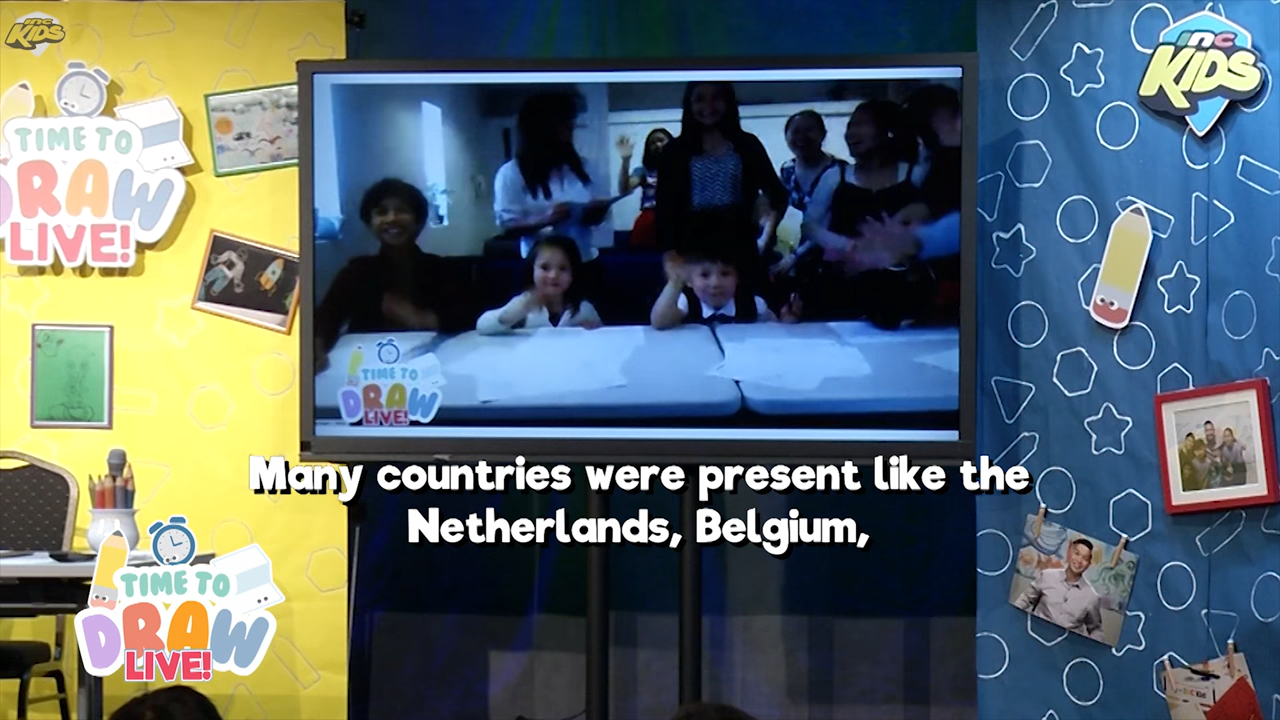 INC
KIDS
TIME TO
DRAW
LIVE!
INC
KIDS
TIME TO
DRAW
LIVE!
Many countries were present like the
Netherlands, Belgium,
TIME TO
DRAW
LIVE!